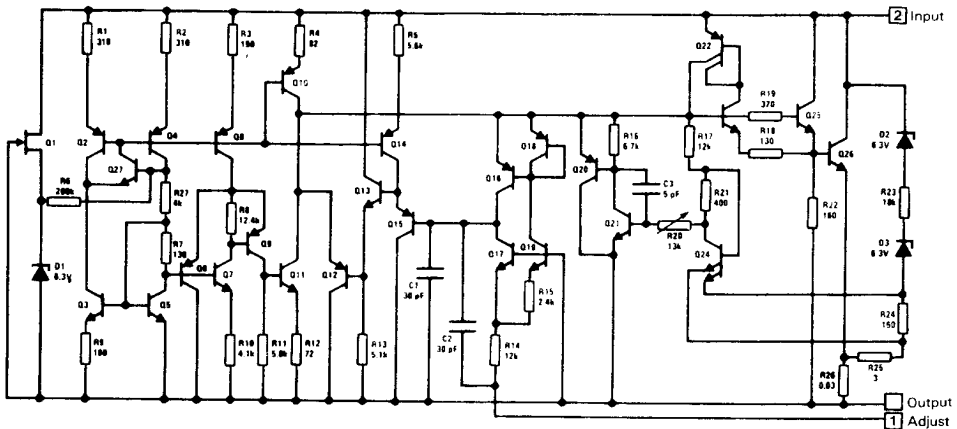 2 Input
R1
310
R2
310
R3
190
R4
82
R5
5.6k
Q22
Q10
R19
370
Q25
R18
130
Q1
Q2
Q4
Q8
Q27
Q14
Q18
R16
6.7k
R17
12k
Q26
D2
6.3V
R6
200k
R27
4k
Q13
Q16
Q20
C3
5 pF
R21
400
R23
18k
R8
12.4k
Q9
Q15
Q21
R20
13k
R22
160
R7
130
Q6
Q7
Q11
Q12
Q17
Q19
Q24
D3
6.3V
D1
6.3V
Q3
Q5
C1
30 pF
R15
2.4k
R9
180
R10
4.1k
R11
5.8k
R12
72
R13
5.1k
C2
30 pF
R14
12k
R24
160
R25
3
R26
0.03
Output
1 Adjust